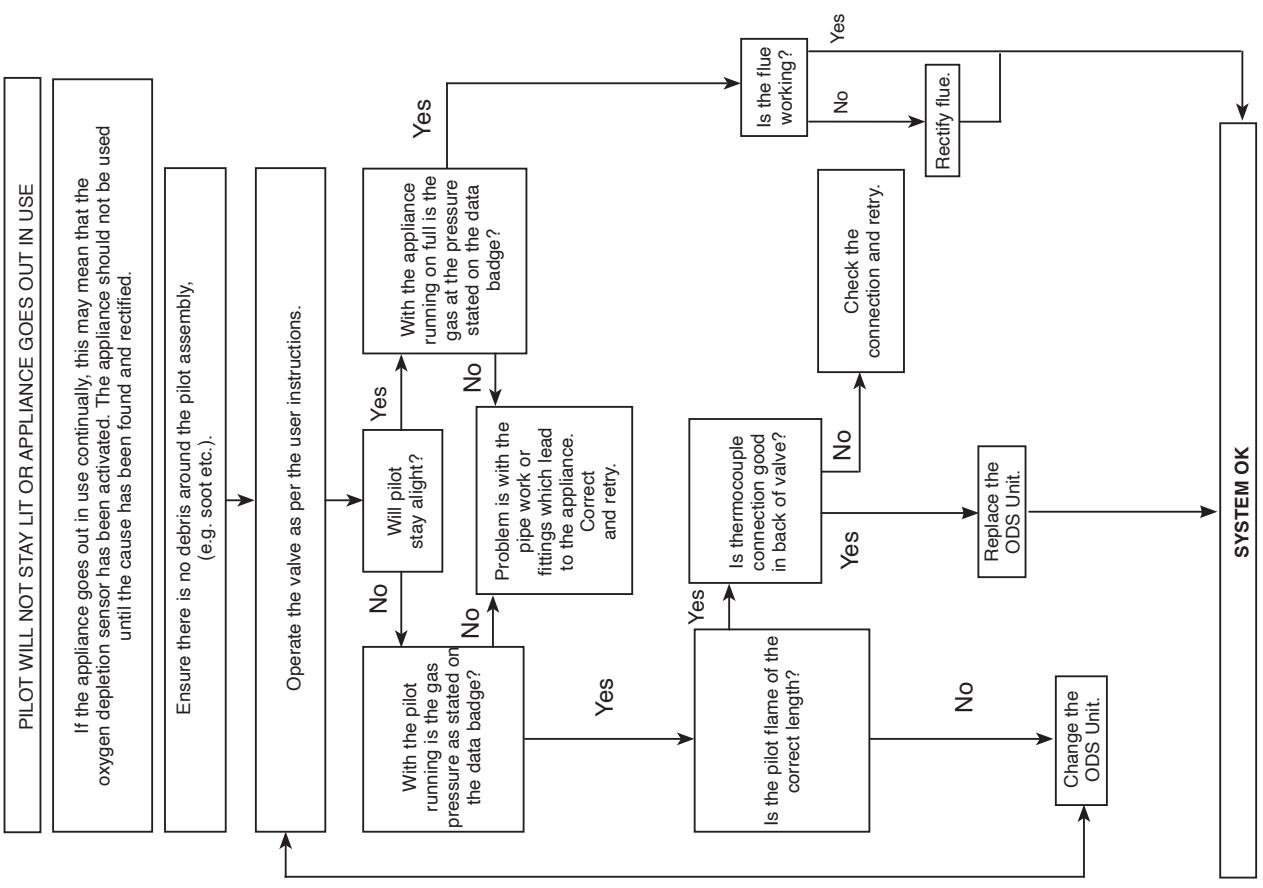 PILOT WILL NOT STAY LIT OR APPLIANCE GOES OUT IN USE
If the appliance goes out in use continually, this may mean that the
oxygen depletion sensor has been activated. The appliance should not be used
until the cause has been found and rectified.
Ensure there is no debris around the pilot assembly,
(e.g. soot etc.).
Operate the valve as per the user instructions.
Will pilot
stay alight?
No
Yes
With the pilot
running is the gas
pressure as stated on
the data badge?
With the appliance
running on full is the
gas at the pressure
stated on the data
badge?
No
No
Yes
Problem is with the
pipe work or
fittings which lead
to the appliance.
Correct
and retry.
Yes
Is the pilot flame of the
correct length?
Yes
Is thermocouple
connection good
in back of valve?
Is the flue
working?
No
Yes
No
Check the
connection and retry.
Yes
No
Rectify flue.
Replace the
ODS Unit.
Change the
ODS Unit.
SYSTEM OK